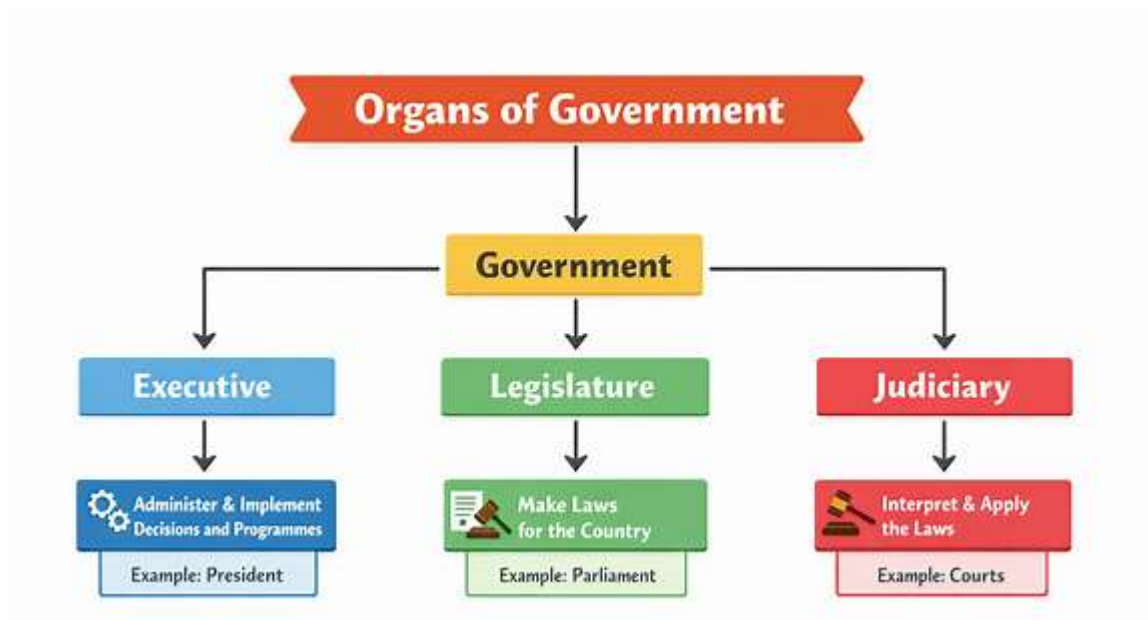 Organs of Government
Government
Executive
Legislature
Judiciary
Administer & Implement
Decisions and Programmes
Example: President
Make Laws
for the Country
Example: Parliament
Interpret & Apply
the Laws
Example: Courts